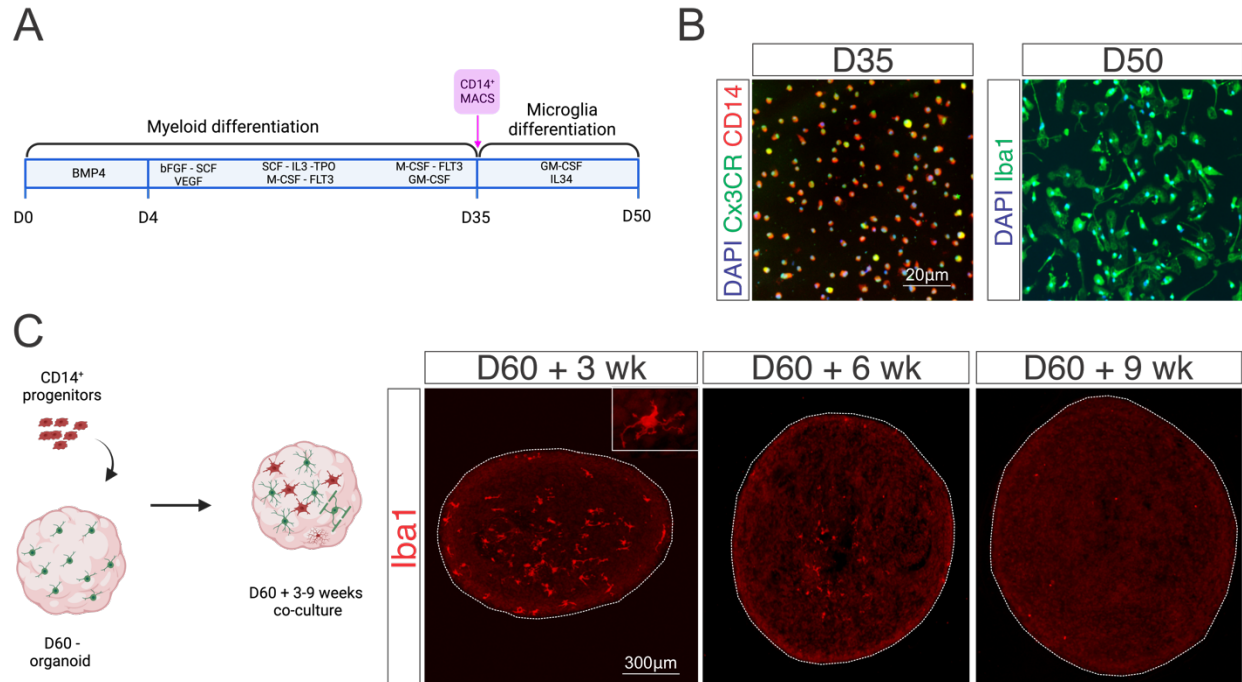 A
CD14⁺
MACS
Myeloid differentiation
Microglia
differentiation
BMP4
bFGF - SCF
VEGF
SCF - IL3 -TPO
M-CSF - FLT3
M-CSF - FLT3
GM-CSF
GM-CSF
IL34
D0
D4
D35
D50
B
D35
D50
DAPI Cx3CR CD14
20µm
DAPI Iba1
C
CD14⁺
progenitors
D60 -
organoid
D60 + 3-9 weeks
co-culture
D60 + 3 wk
D60 + 6 wk
D60 + 9 wk
Iba1
300µm